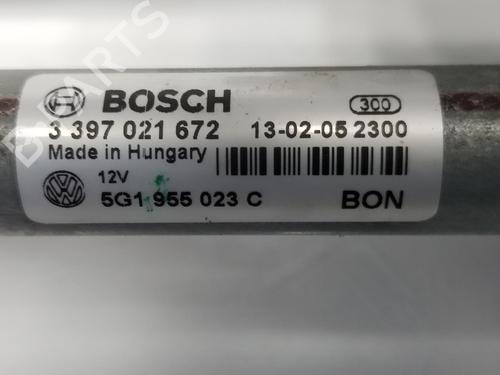 BOSCH
300
3 397 021 672 13-02-05 2300
Made in Hungary
12V
5G1 955 023 C BON